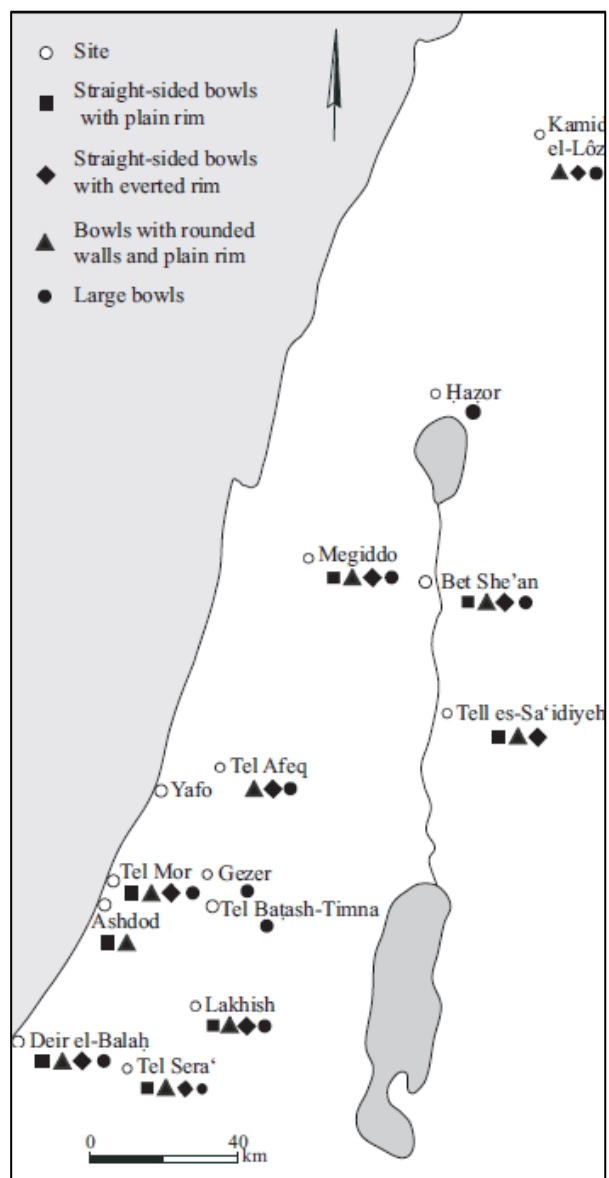 Site
Straight-sided bowls
with plain rim
Straight-sided bowls
with everted rim
Bowls with rounded
walls and plain rim
Large bowls
Kamid
el-Lôz
Ḥaẓor
Megiddo
Bet She’an
Tell es-Sa‘idiyeh
Tel Afeq
Yafo
Tel Mor
Gezer
Ashdod
Tel Baṭash-Timna
Lakhish
Deir el-Balaḥ
Tel Sera‘
0
40
km